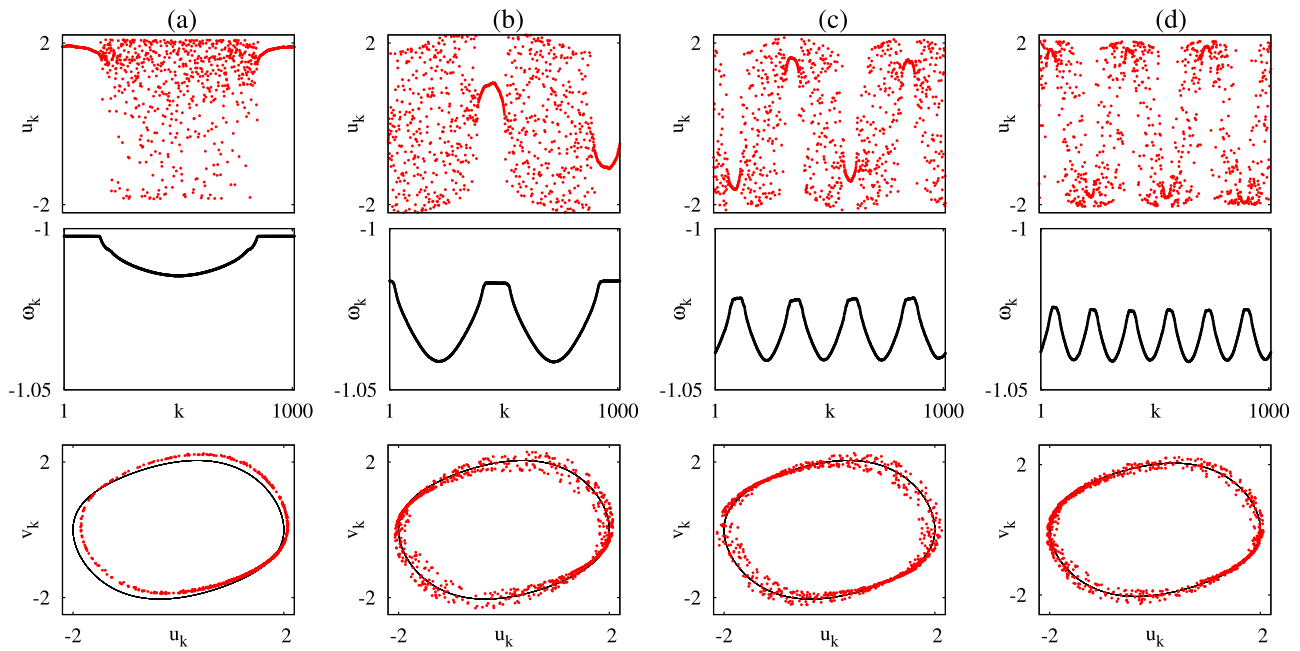 (a) (b) (c) (d)
2 2 2 2
u_k u_k u_k u_k
-2 -2 -2 -2
-1 -1 -1 -1
ω_k ω_k ω_k ω_k
-1.05 -1.05 -1.05 -1.05
1 k 1000 1 k 1000 1 k 1000 1 k 1000
2 2 2 2
v_k v_k v_k v_k
-2 -2 -2 -2
-2 u_k 2 -2 u_k 2 -2 u_k 2 -2 u_k 2